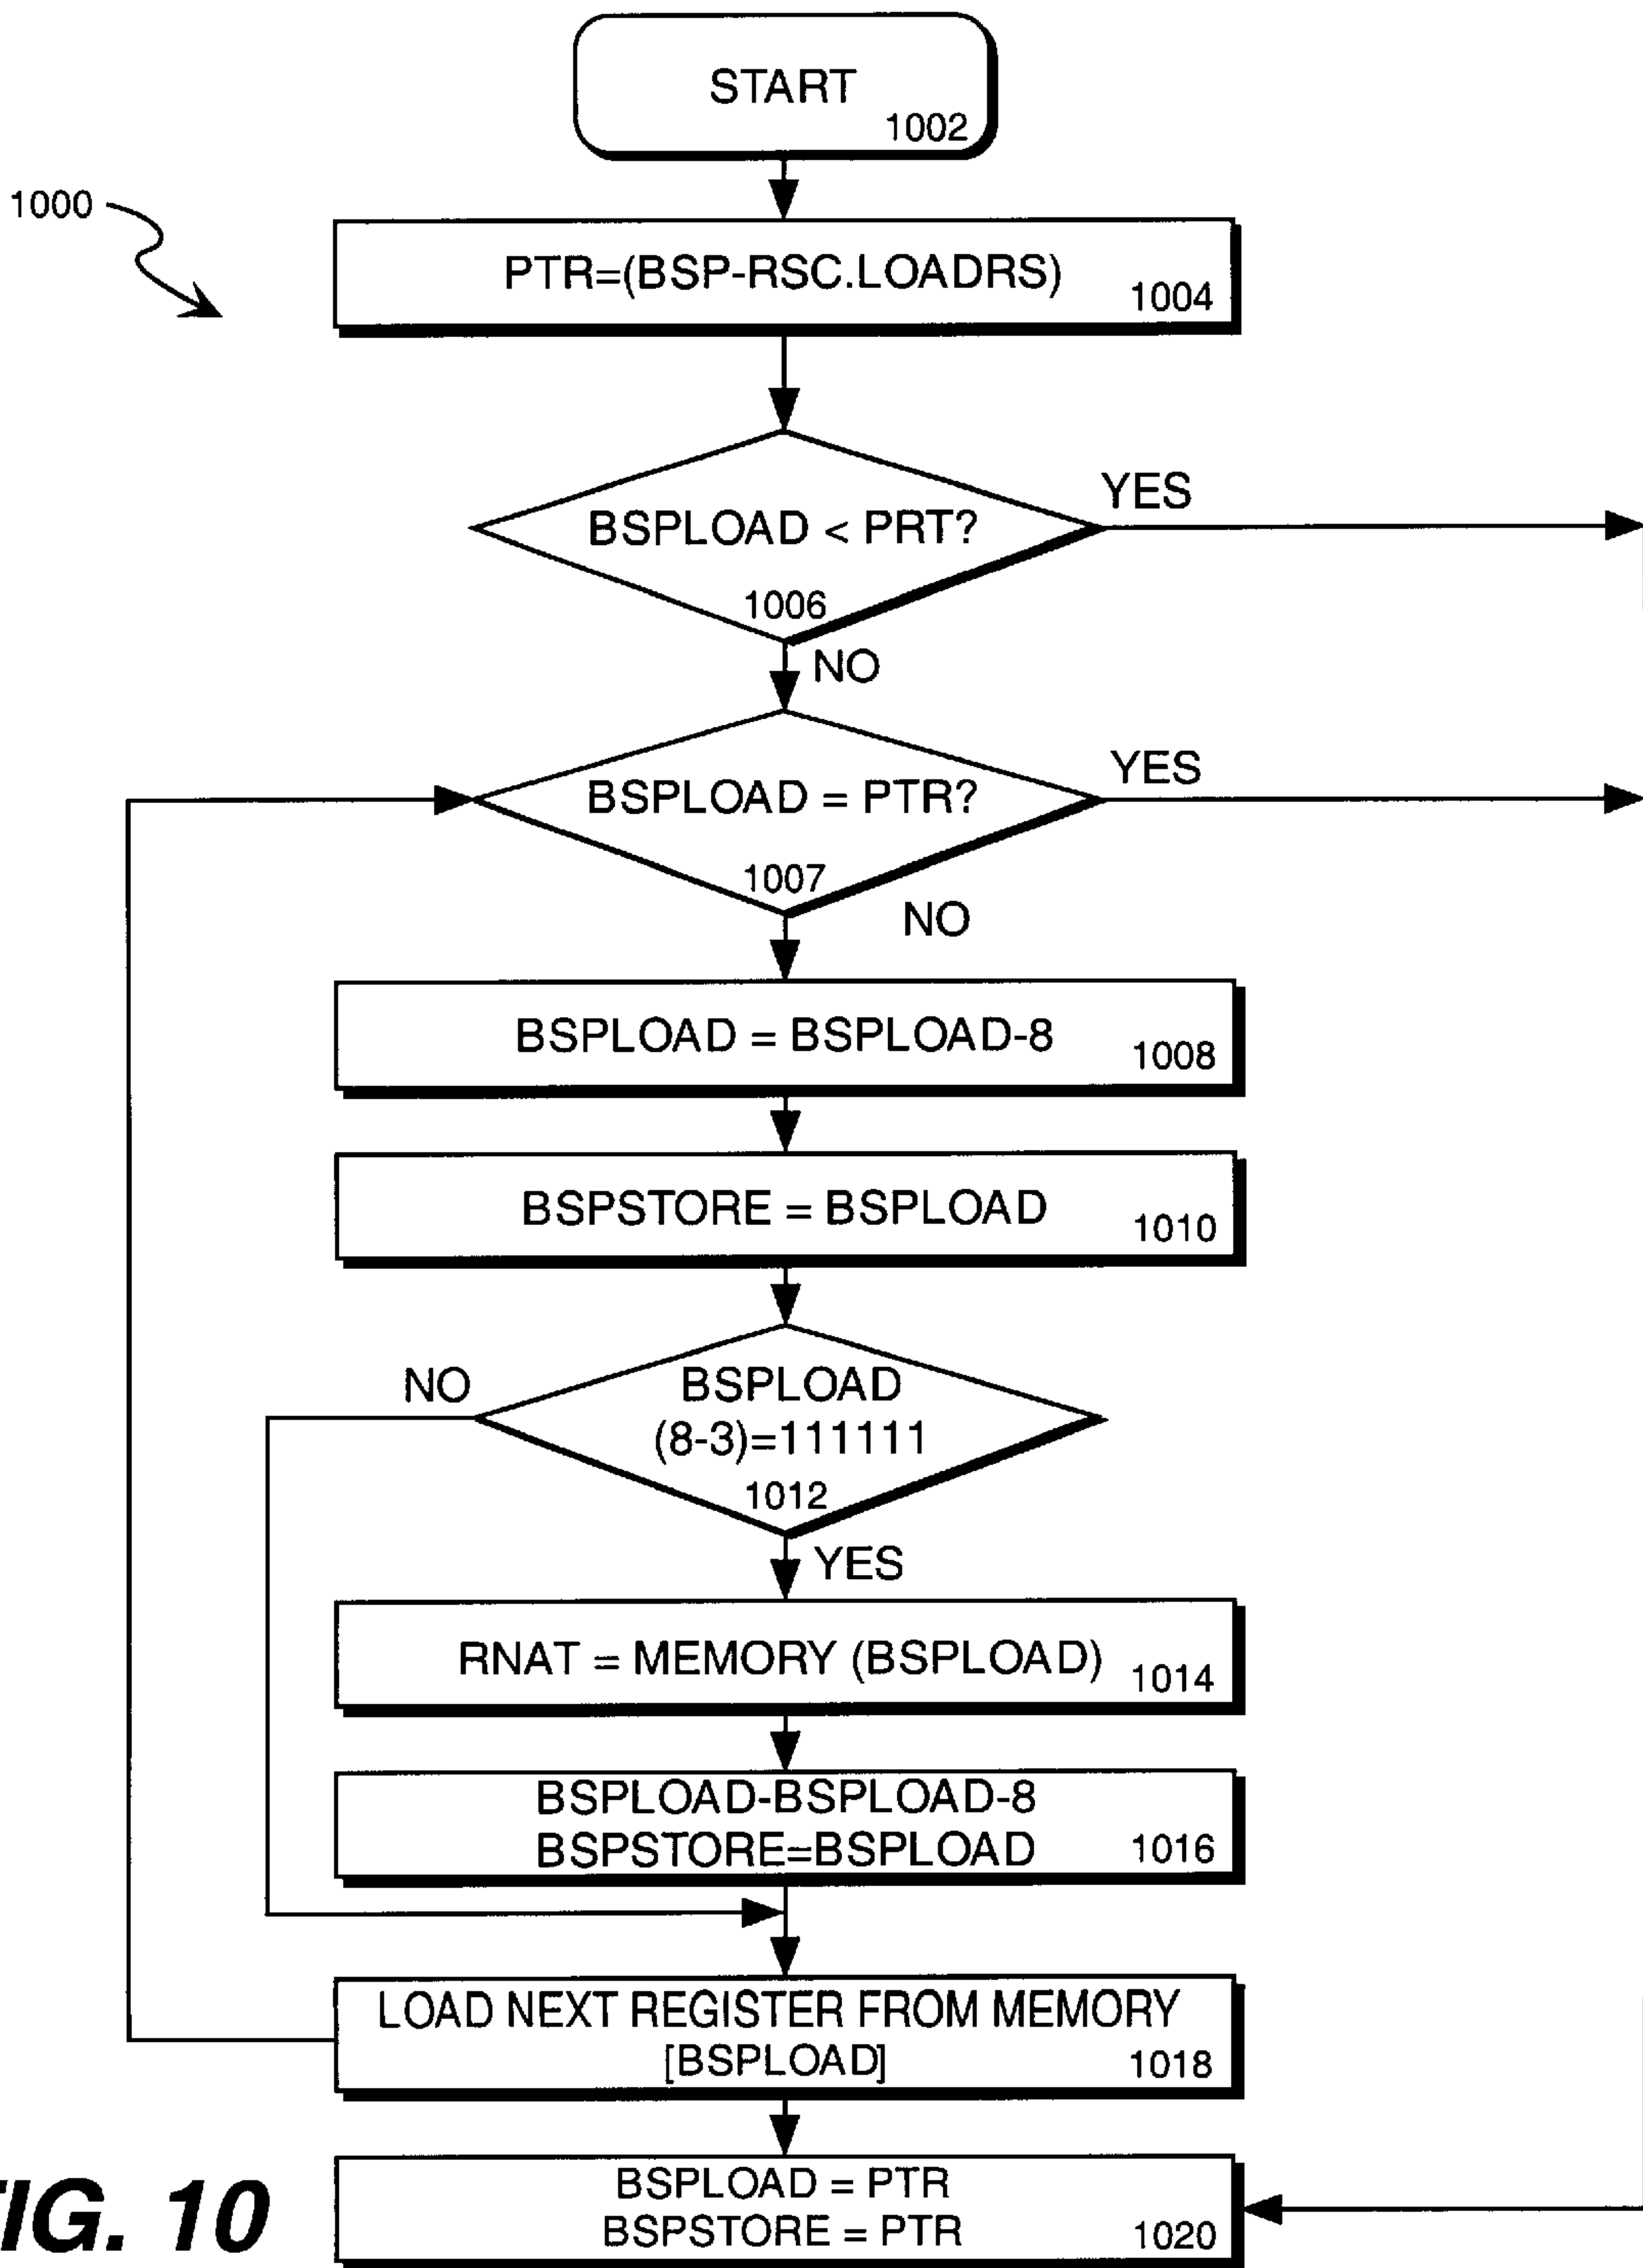 START
1002
1000
PTR=(BSP-RSC.LOADRS)
1004
BSPLOAD < PRT?
1006
YES
NO
BSPLOAD = PTR?
1007
YES
NO
BSPLOAD = BSPLOAD-8
1008
BSPSTORE = BSPLOAD
1010
NO
BSPLOAD
(8-3)=111111
1012
YES
RNAT = MEMORY (BSPLOAD)
1014
BSPLOAD-BSPLOAD-8
BSPSTORE=BSPLOAD
1016
LOAD NEXT REGISTER FROM MEMORY
[BSPLOAD]
1018
BSPLOAD = PTR
BSPSTORE = PTR
1020
IG. 10